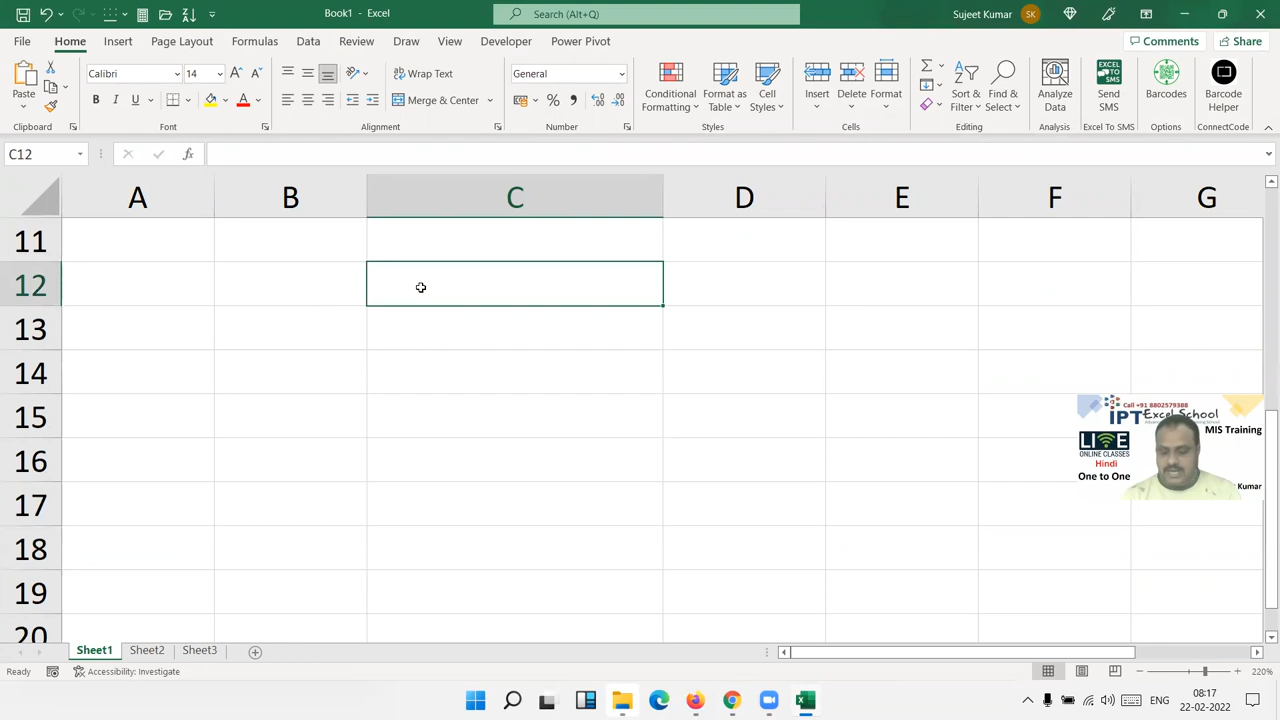 Book1 - Excel
Search (Alt+Q)
Sujeet Kumar
SK
File
Home
Insert
Page Layout
Formulas
Data
Review
View
Developer
Power Pivot
Comments
Share
Paste
Calibri
14
Wrap Text
Merge & Center
General
Conditional
Formatting
Format as
Table
Cell
Styles
Insert
Delete
Format
Sort &
Filter
Find &
Select
Analyze
Data
Send
SMS
Barcodes
Barcode
Helper
Clipboard
Font
Alignment
Number
Styles
Cells
Editing
Analysis
Excel To SMS
Options
ConnectCode
C12
fx
A B C D E F G
11
12
13
14
15
16
17
18
19
20
Call +91 8802579388
IPT Excel School
LIVE
ONLINE CLASSES
Hindi
One to One
MIS Training
Kumar
Sheet1
Sheet2
Sheet3
Ready
Accessibility: Investigate
220%
ENG
08:17
22-02-2022